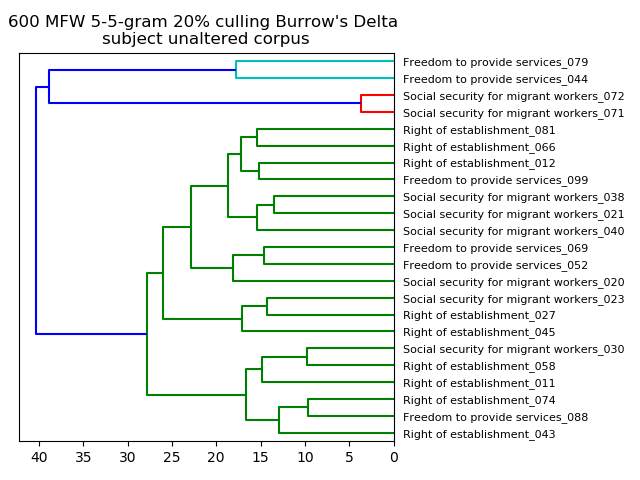 600 MFW 5-5-gram 20% culling Burrow's Delta
subject unaltered corpus
Freedom to provide services_079
Freedom to provide services_044
Social security for migrant workers_072
Social security for migrant workers_071
Right of establishment_081
Right of establishment_066
Right of establishment_012
Freedom to provide services_099
Social security for migrant workers_038
Social security for migrant workers_021
Social security for migrant workers_040
Freedom to provide services_069
Freedom to provide services_052
Social security for migrant workers_020
Social security for migrant workers_023
Right of establishment_027
Right of establishment_045
Social security for migrant workers_030
Right of establishment_058
Right of establishment_011
Right of establishment_074
Freedom to provide services_088
Right of establishment_043
40 35 30 25 20 15 10 5 0